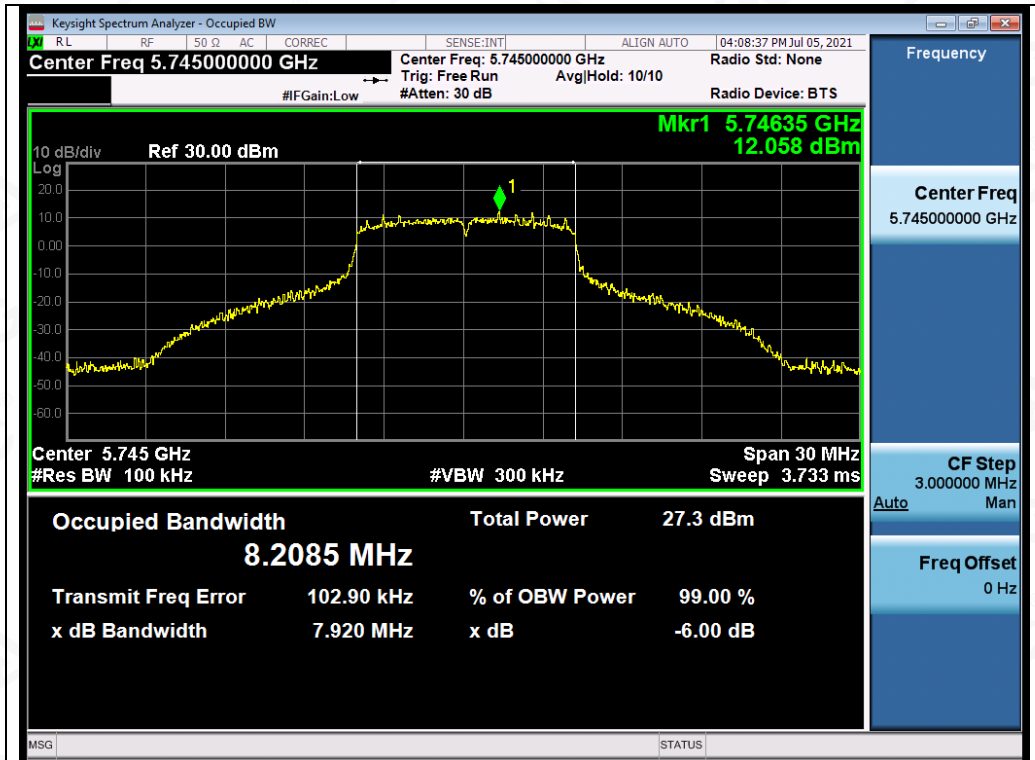 Keysight Spectrum Analyzer - Occupied BW
LXI RL RF 50 Ω AC CORREC SENSE:INT ALIGN AUTO 04:08:37 PM Jul 05, 2021
Center Freq 5.745000000 GHz
#IFGain:Low
Center Freq: 5.745000000 GHz
Trig: Free Run Avg|Hold: 10/10
#Atten: 30 dB
Radio Std: None
Radio Device: BTS
Mkr1 5.74635 GHz
12.058 dBm
10 dB/div Ref 30.00 dBm
Log
20.0
10.0
0.00
-10.0
-20.0
-30.0
-40.0
-50.0
-60.0
1
Center 5.745 GHz Span 30 MHz
#Res BW 100 kHz #VBW 300 kHz Sweep 3.733 ms
Occupied Bandwidth Total Power 27.3 dBm
8.2085 MHz
Transmit Freq Error 102.90 kHz % of OBW Power 99.00 %
x dB Bandwidth 7.920 MHz x dB -6.00 dB
Frequency
Center Freq
5.745000000 GHz
CF Step
3.000000 MHz
Auto Man
Freq Offset
0 Hz
MSG STATUS